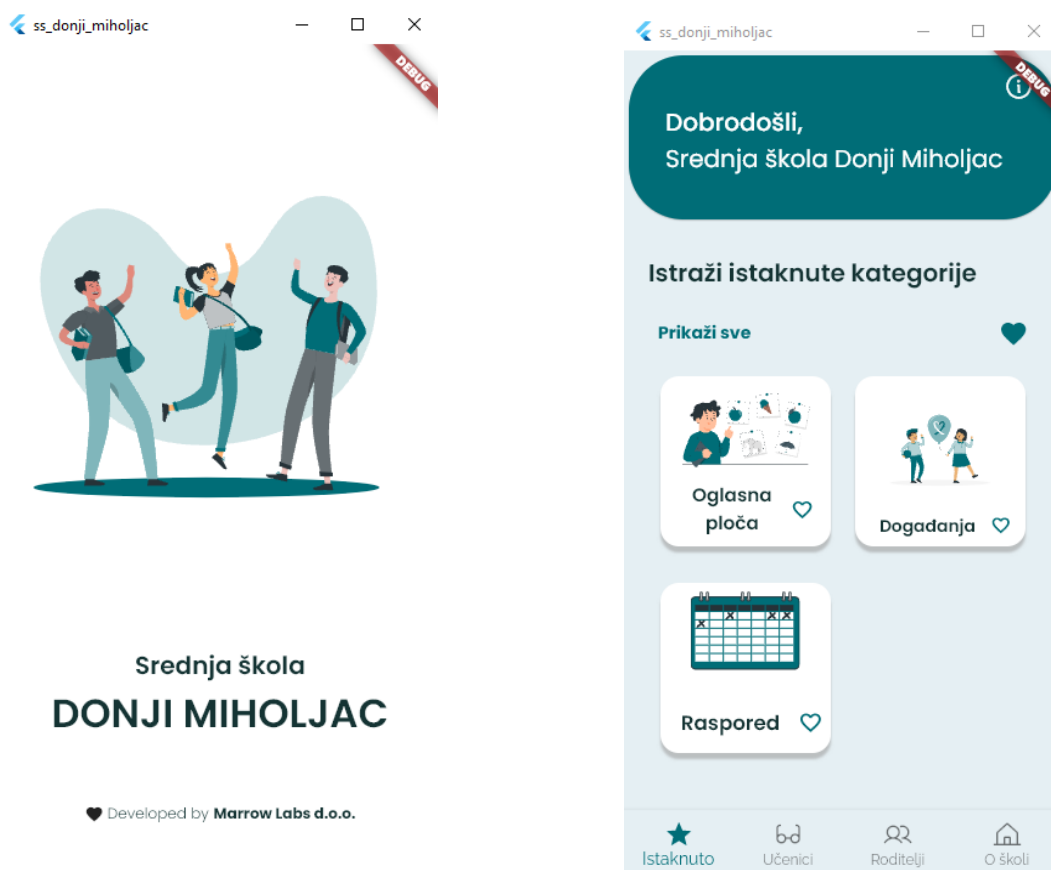 ss_donji_miholjac
DEBUG
Srednja škola
DONJI MIHOLJAC
Developed by Marrow Labs d.o.o.
ss_donji_miholjac
DEBUG
Dobrodošli,
Srednja škola Donji Miholjac
Istraži istaknute kategorije
Prikaži sve
Oglasna
ploča
Događanja
Raspored
Istaknuto
Učenici
Roditelji
O školi